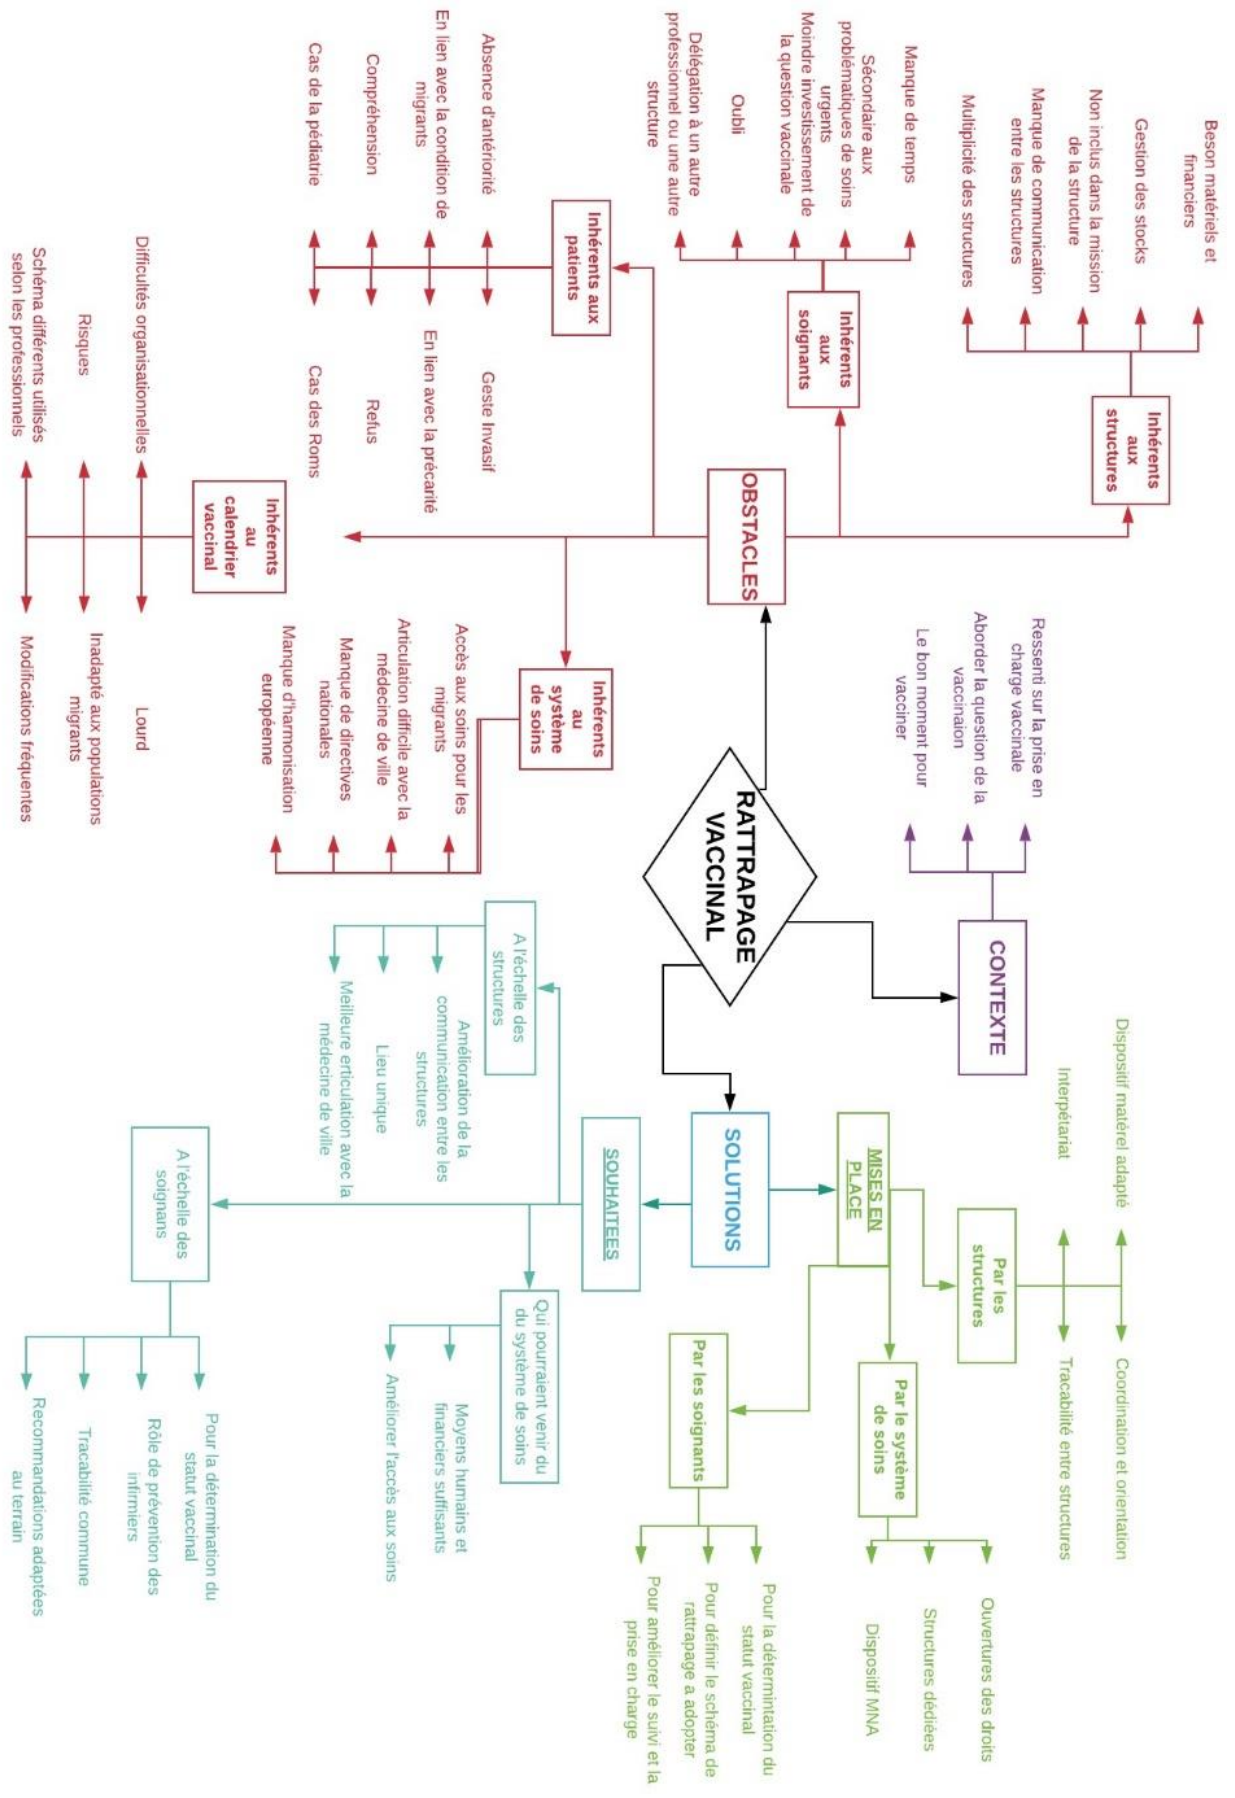 Beson matériels et
financiers
Gestion des stocks
Non inclus dans la mission
de la structure
Manque de communication
entre les structures
Multiplicité des structures
Inhérents
aux
structures
Manque de temps
Sécondaire aux
problématiques de soins
urgents
Moindre investissement de
la question vaccinale
Oubli
Délégation à un autre
professionnel ou une autre
structure
Inhérents
aux
soignants
Absence d'antériorité
En lien avec la condition de
migrants
Compréhension
Cas de la pédiatrie
Inhérents aux
patients
Geste Invasif
En lien avec la précarité
Refus
Cas des Roms
OBSTACLES
Difficultés organisationnelles
Risques
Schéma différents utilisés
selon les professionnels
Inhérents
au
calendrier
vaccinal
Lourd
Inadapté aux populations
migrants
Modifications fréquentes
Inhérents
au
système
de soins
Accès aux soins pour les
migrants
Articulation difficile avec la
médecine de ville
Manque de directives
nationales
Manque d'harmonisation
européenne
Ressenti sur la prise en
charge vaccinale
Aborder la question de la
vaccinaion
Le bon moment pour
vacciner
CONTEXTE
RATTRAPAGE
VACCINAL
SOLUTIONS
MISES EN
PLACE
Dispositif matérel adapté
Interpétariat
Par les
structures
Coordination et orientation
Tracabilité entre structures
Par le système
de soins
Ouvertures des droits
Structures dédiées
Dispositif MNA
Par les soignants
Pour la détermintation du
statut vaccinal
Pour définir le schéma de
rattrapage a adopter
Pour améliorer le suivi et la
prise en charge
SOUHAITEES
A l'échelle des
structures
Amélioration de la
communication entre les
structures
Lieu unique
Meilleure erticulation avec la
médecine de ville
Qui pourraient venir du
du système de soins
Moyens humains et
financiers suffisants
Améliorer l'accès aux soins
A l'échelle des
soignans
Pour la détermination du
statut vaccinal
Rôle de prévention des
infirmiers
Tracabilité commune
Recommandations adaptées
au terrain